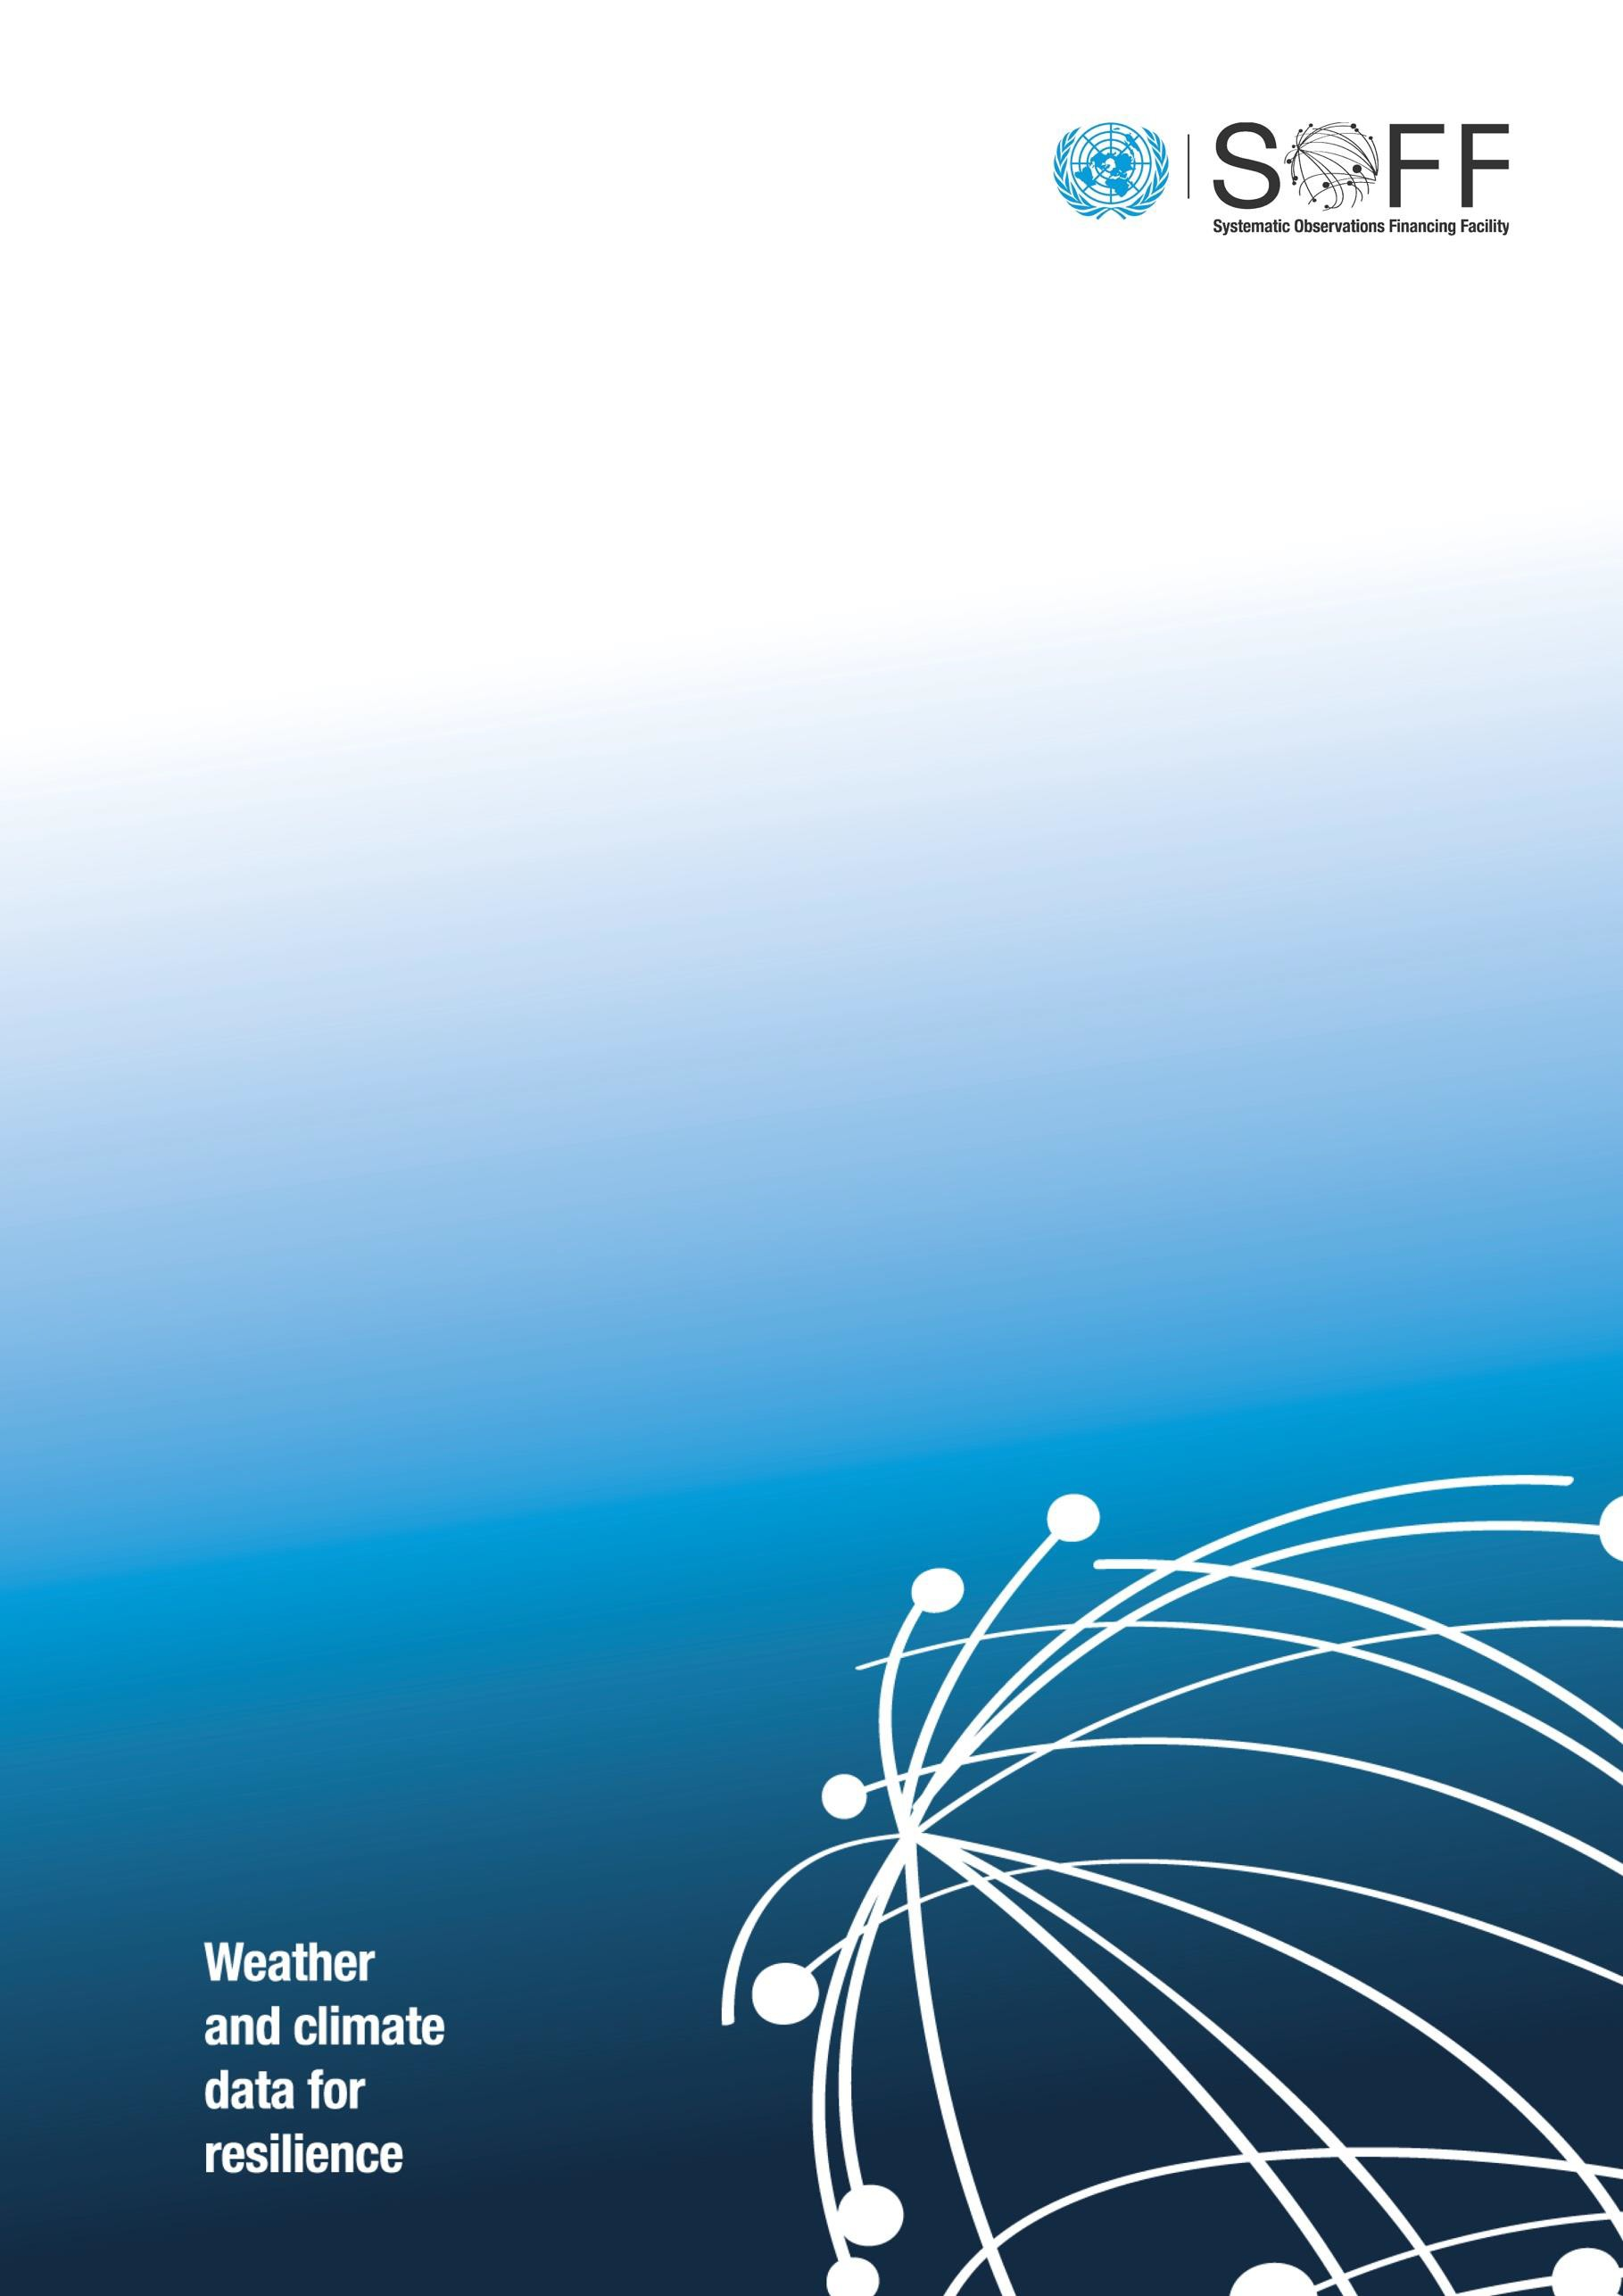 SOFF
Systematic Observations Financing Facility
Weather
and climate
data for
resilience